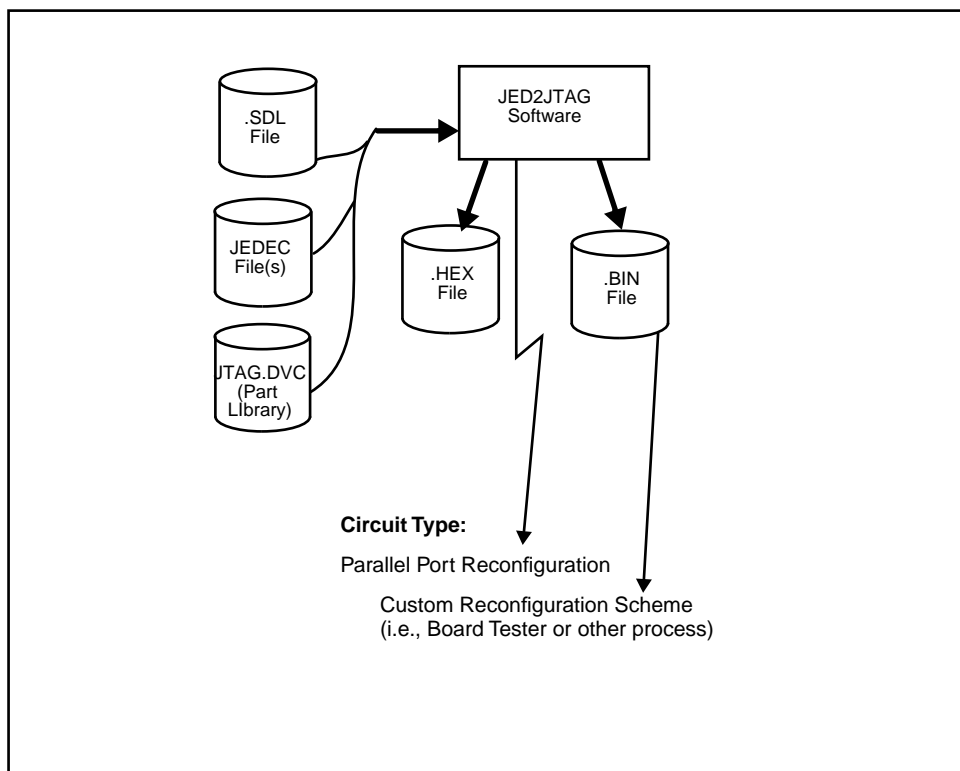 .SDL
File
JED2JTAG
Software
JEDEC
File(s)
.HEX
File
.BIN
File
JTAG.DVC
(Part
LIbrary)
Circuit Type:
Parallel Port Reconfiguration
Custom Reconfiguration Scheme
(i.e., Board Tester or other process)